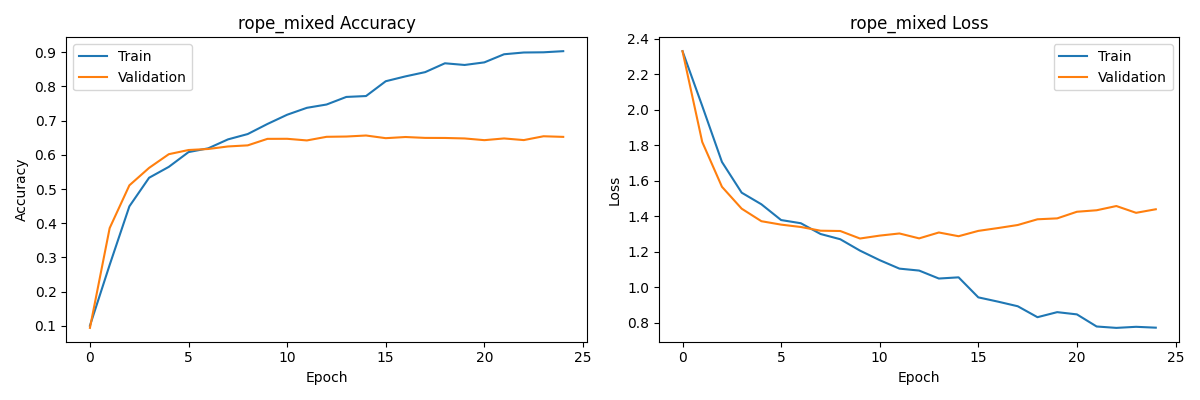 rope_mixed Accuracy
Train
Validation
0.9
0.8
0.7
0.6
0.5
0.4
0.3
0.2
0.1
Accuracy
0 5 10 15 20 25
Epoch
rope_mixed Loss
Train
Validation
2.4
2.2
2.0
1.8
1.6
1.4
1.2
1.0
0.8
Loss
0 5 10 15 20 25
Epoch